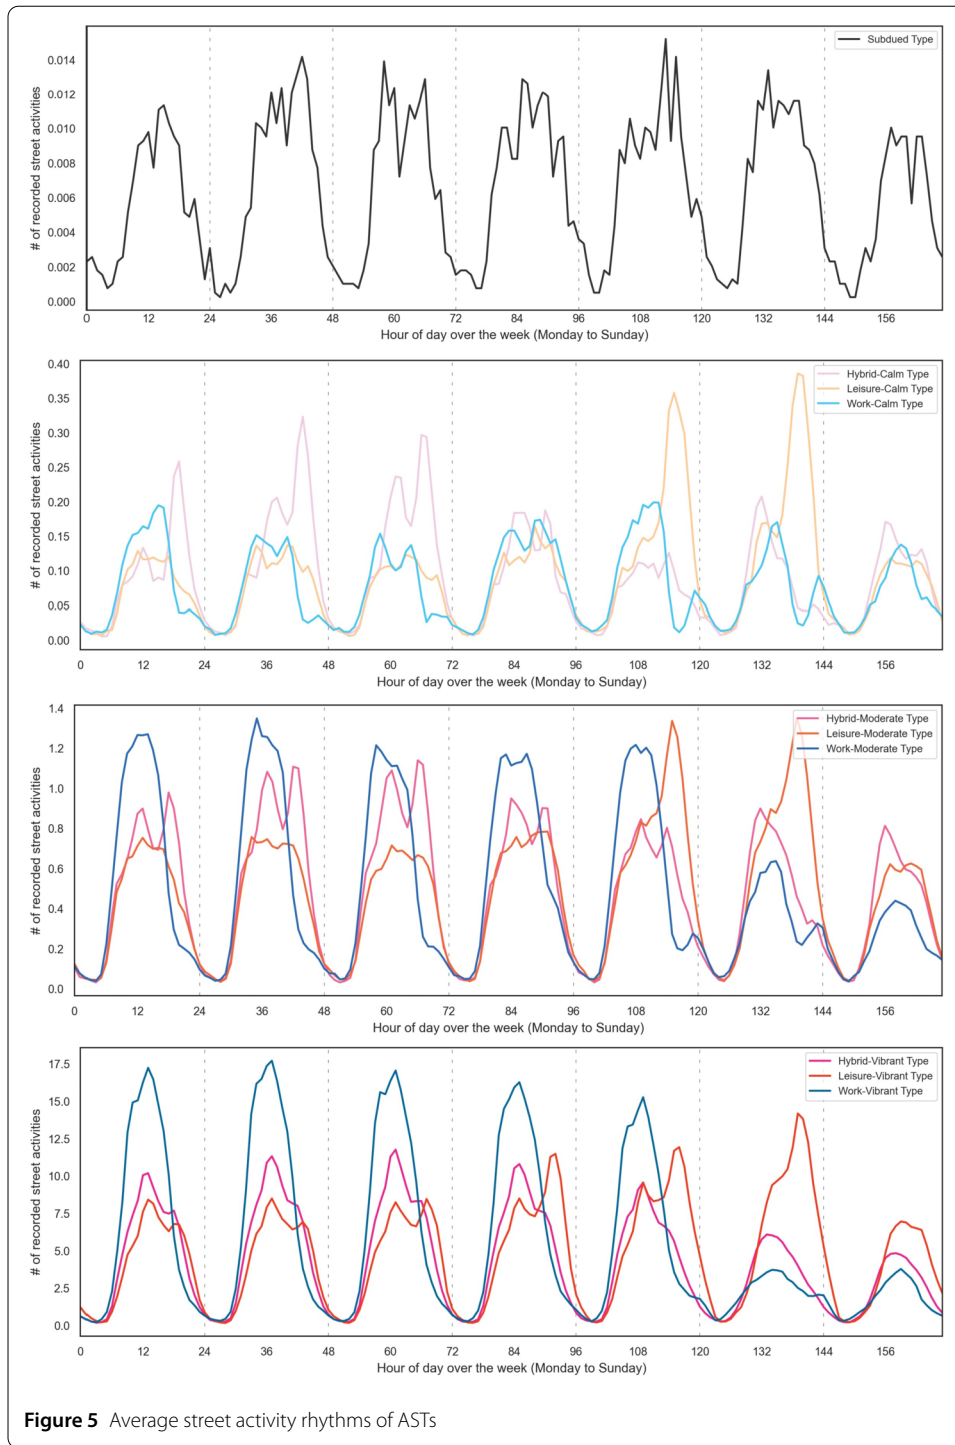 0.014
0.012
0.010
0.008
0.006
0.004
0.002
0.000
# of recorded street activities
Subdued Type
0 12 24 36 48 60 72 84 96 108 120 132 144 156
Hour of day over the week (Monday to Sunday)
0.40
0.35
0.30
0.25
0.20
0.15
0.10
0.05
0.00
# of recorded street activities
Hybrid-Calm Type
Leisure-Calm Type
Work-Calm Type
0 12 24 36 48 60 72 84 96 108 120 132 144 156
Hour of day over the week (Monday to Sunday)
1.4
1.2
1.0
0.8
0.6
0.4
0.2
0.0
# of recorded street activities
Hybrid-Moderate Type
Leisure-Moderate Type
Work-Moderate Type
0 12 24 36 48 60 72 84 96 108 120 132 144 156
Hour of day over the week (Monday to Sunday)
17.5
15.0
12.5
10.0
7.5
5.0
2.5
0.0
# of recorded street activities
Hybrid-Vibrant Type
Leisure-Vibrant Type
Work-Vibrant Type
0 12 24 36 48 60 72 84 96 108 120 132 144 156
Hour of day over the week (Monday to Sunday)
Figure 5 Average street activity rhythms of ASTs